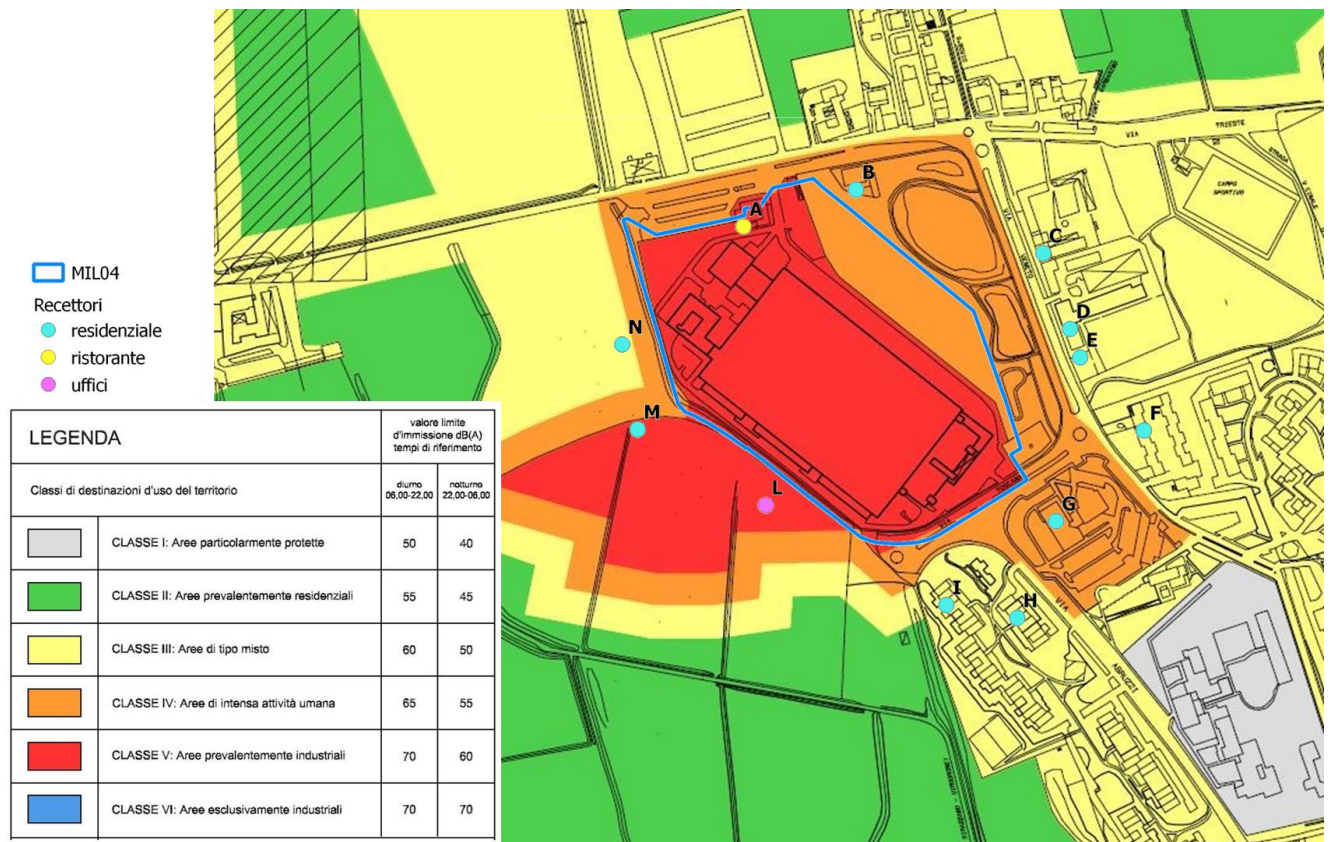 MIL04
Recettori
residenziale
ristorante
uffici
LEGENDA
valore limite
d'immissione dB(A)
tempi di riferimento
Classi di destinazioni d'uso del territorio
diurno
06,00-22,00
notturno
22,00-06,00
CLASSE I: Aree particolarmente protette
50
40
CLASSE II: Aree prevalentemente residenziali
55
45
CLASSE III: Aree di tipo misto
60
50
CLASSE IV: Aree di intensa attività umana
65
55
CLASSE V: Aree prevalentemente industriali
70
60
CLASSE VI: Aree esclusivamente industriali
70
70
A
B
C
D
E
F
G
H
I
L
M
N
VIA
TRIESTE
STRADA
CAMPO
SPORTIVO
VIA
VENETO
VIA
VIA
ABRUZZI